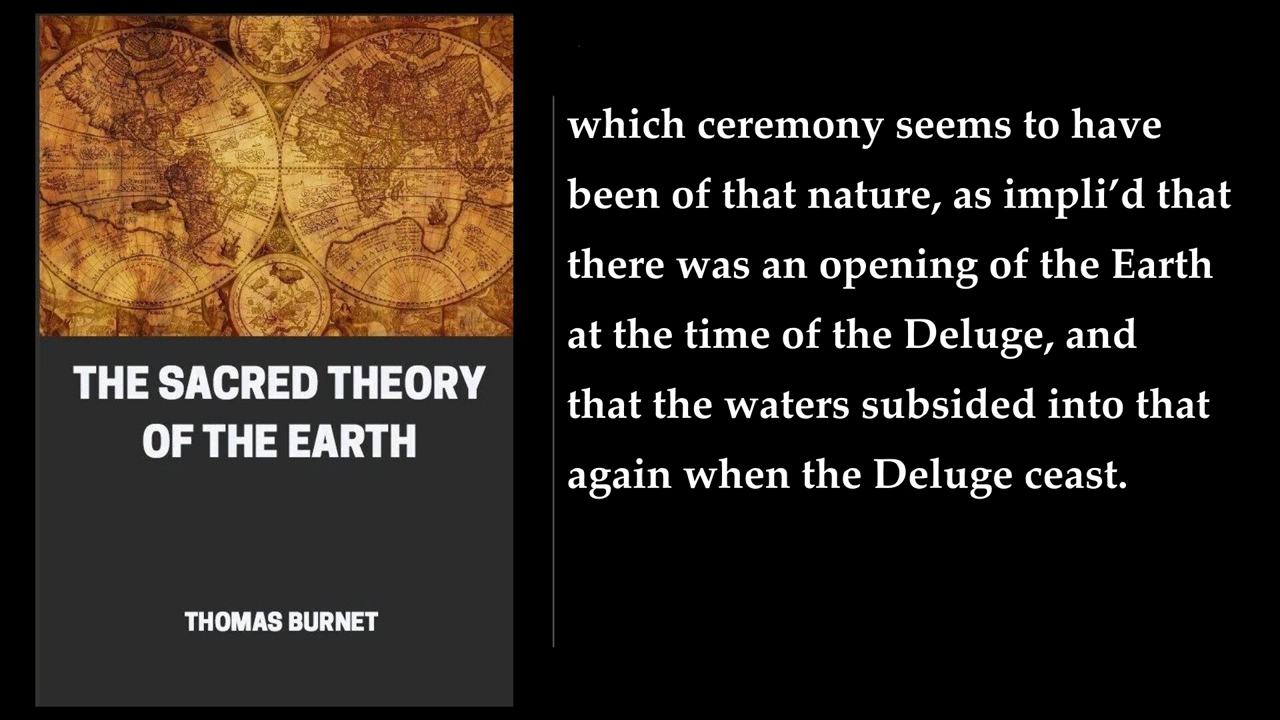 THE SACRED THEORY
OF THE EARTH
THOMAS BURNET
which ceremony seems to have
been of that nature, as impli’d that
there was an opening of the Earth
at the time of the Deluge, and
that the waters subsided into that
again when the Deluge ceast.